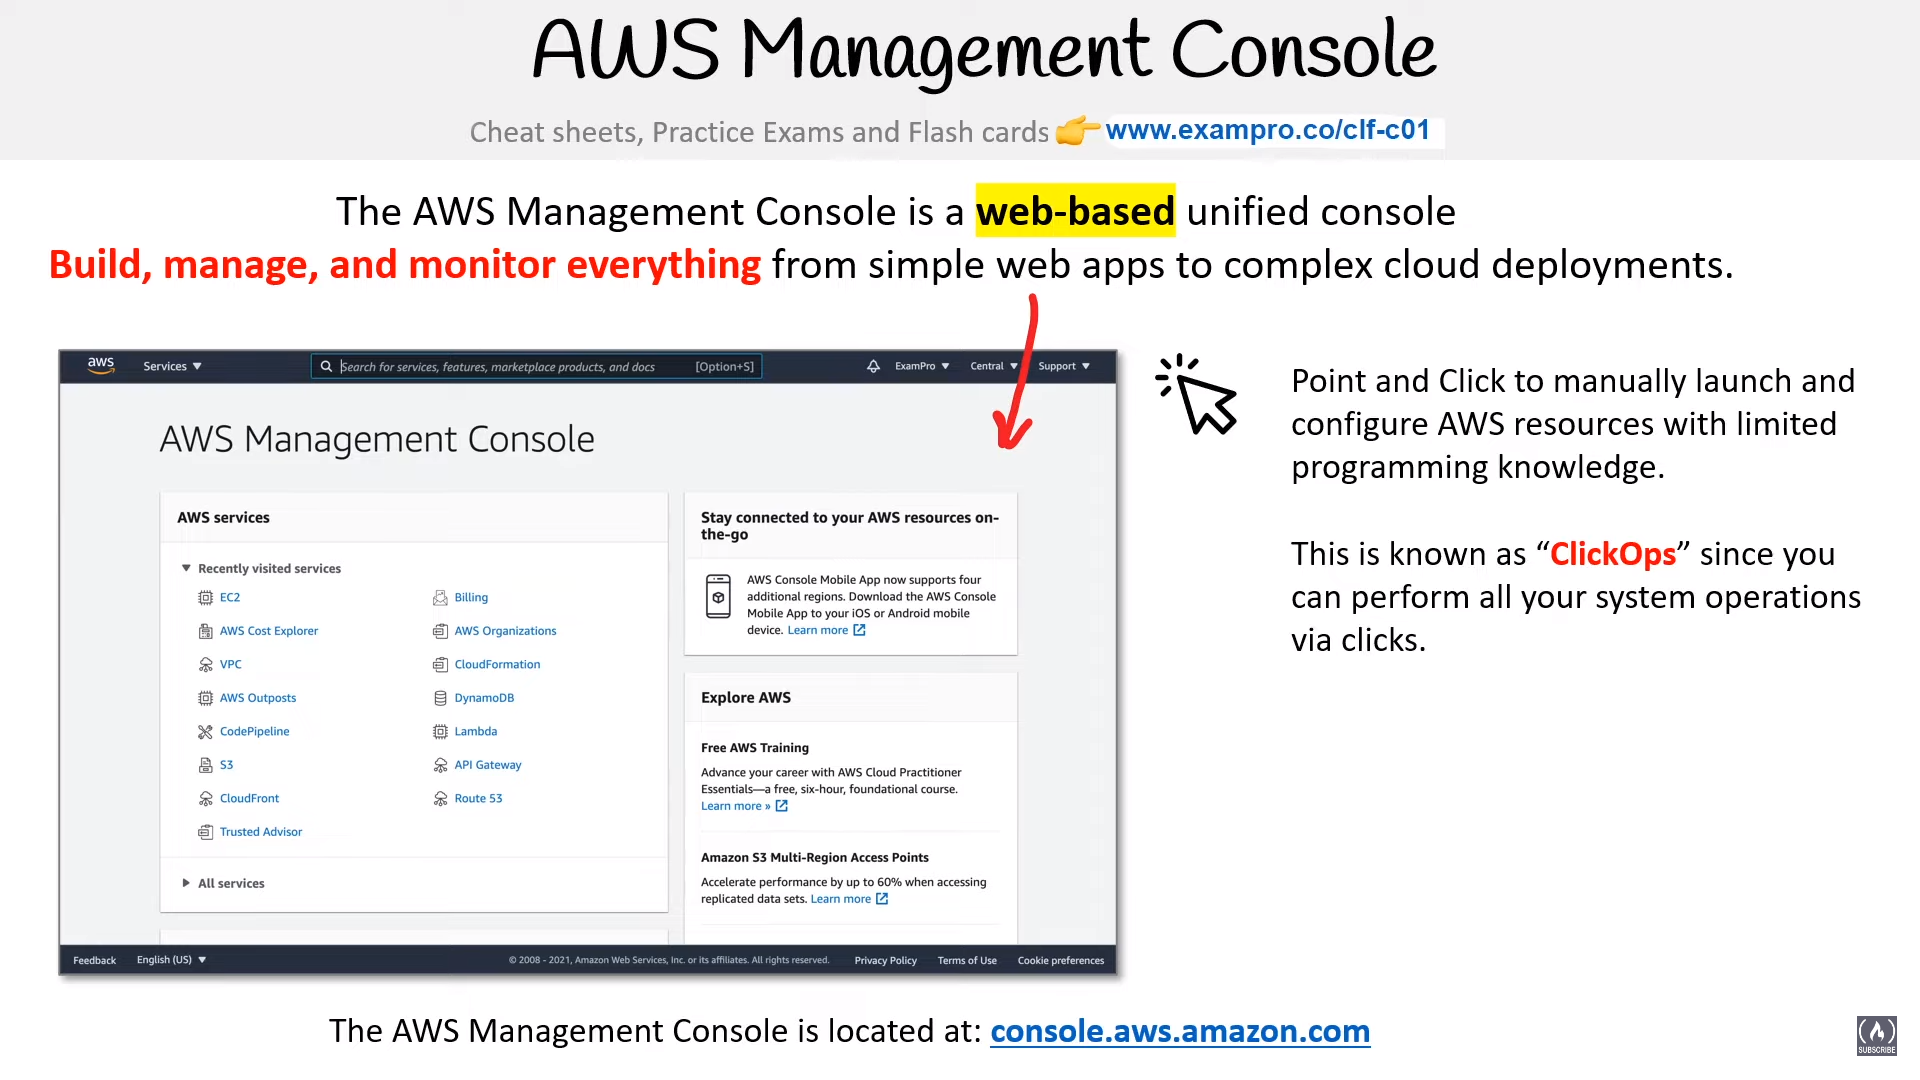 AWS Management Console
Cheat sheets, Practice Exams and Flash cards 👉 www.exampro.co/clf-c01
The AWS Management Console is a web-based unified console
Build, manage, and monitor everything from simple web apps to complex cloud deployments.
aws
Services ▼
Search for services, features, marketplace products, and docs [Option+S]
ExamPro ▼
Central ▼
Support ▼
AWS Management Console
AWS services
▼ Recently visited services
EC2
AWS Cost Explorer
VPC
AWS Outposts
CodePipeline
S3
CloudFront
Trusted Advisor
Billing
AWS Organizations
CloudFormation
DynamoDB
Lambda
API Gateway
Route 53
▶ All services
Stay connected to your AWS resources on-
the-go
AWS Console Mobile App now supports four
additional regions. Download the AWS Console
Mobile App to your iOS or Android mobile
device. Learn more
Explore AWS
Free AWS Training
Advance your career with AWS Cloud Practitioner
Essentials—a free, six-hour, foundational course.
Learn more »
Amazon S3 Multi-Region Access Points
Accelerate performance by up to 60% when accessing
replicated data sets. Learn more
Feedback
English (US) ▼
© 2008 - 2021, Amazon Web Services, Inc. or its affiliates. All rights reserved.
Privacy Policy
Terms of Use
Cookie preferences
Point and Click to manually launch and
configure AWS resources with limited
programming knowledge.
This is known as “ClickOps” since you
can perform all your system operations
via clicks.
The AWS Management Console is located at: console.aws.amazon.com
SUBSCRIBE